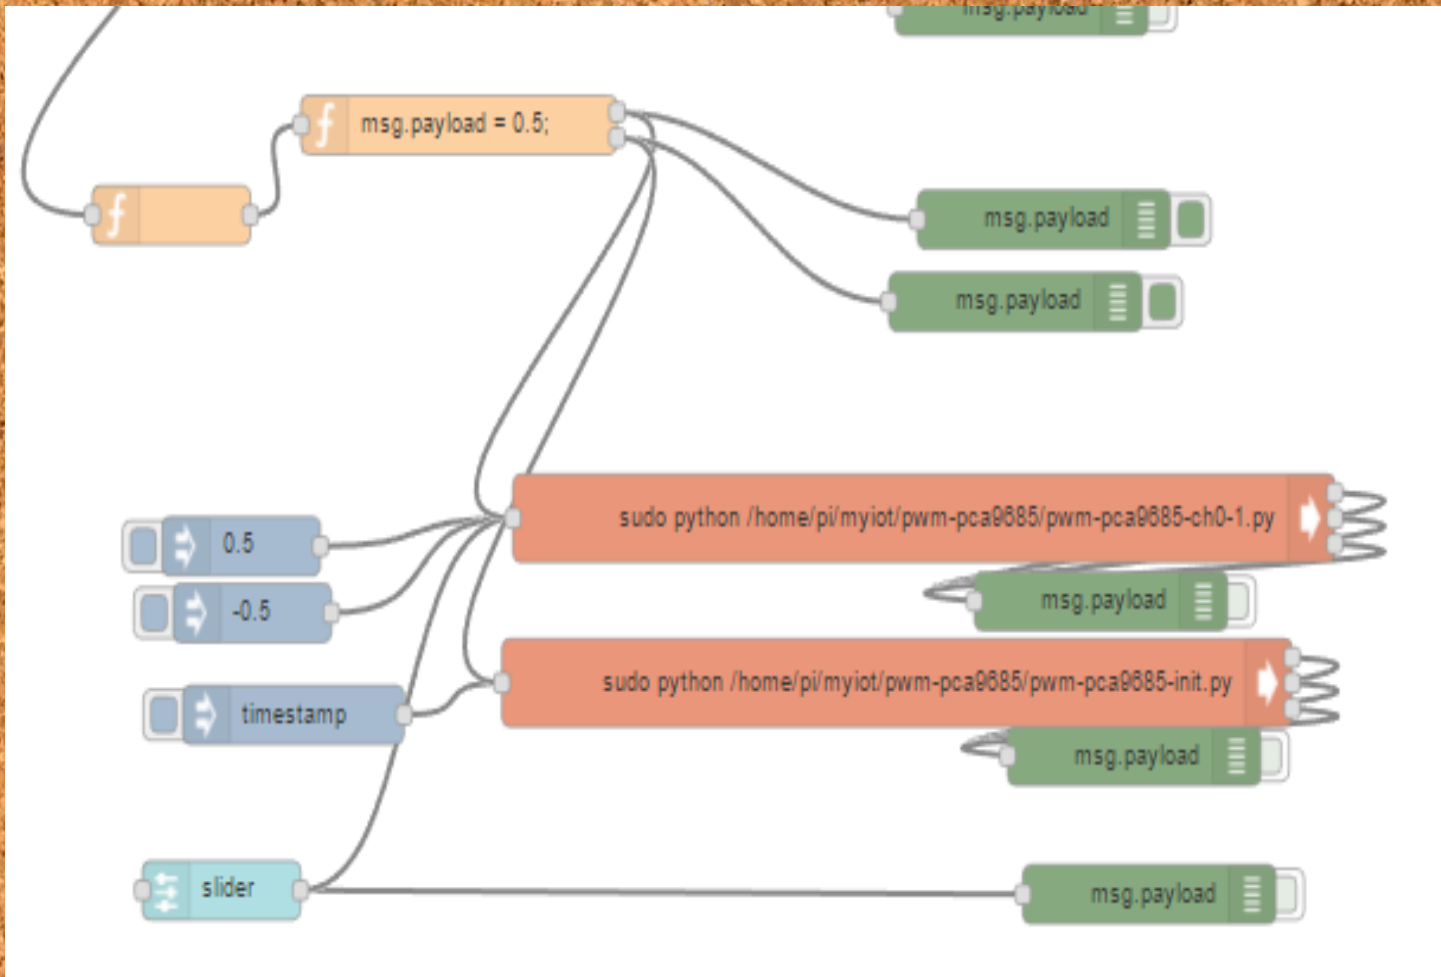 msg.payload
msg.payload = 0.5;
msg.payload
msg.payload
sudo python /home/pi/myiot/pwm-pca9685/pwm-pca9685-ch0-1.py
0.5
msg.payload
-0.5
sudo python /home/pi/myiot/pwm-pca9685/pwm-pca9685-init.py
timestamp
msg.payload
slider
msg.payload